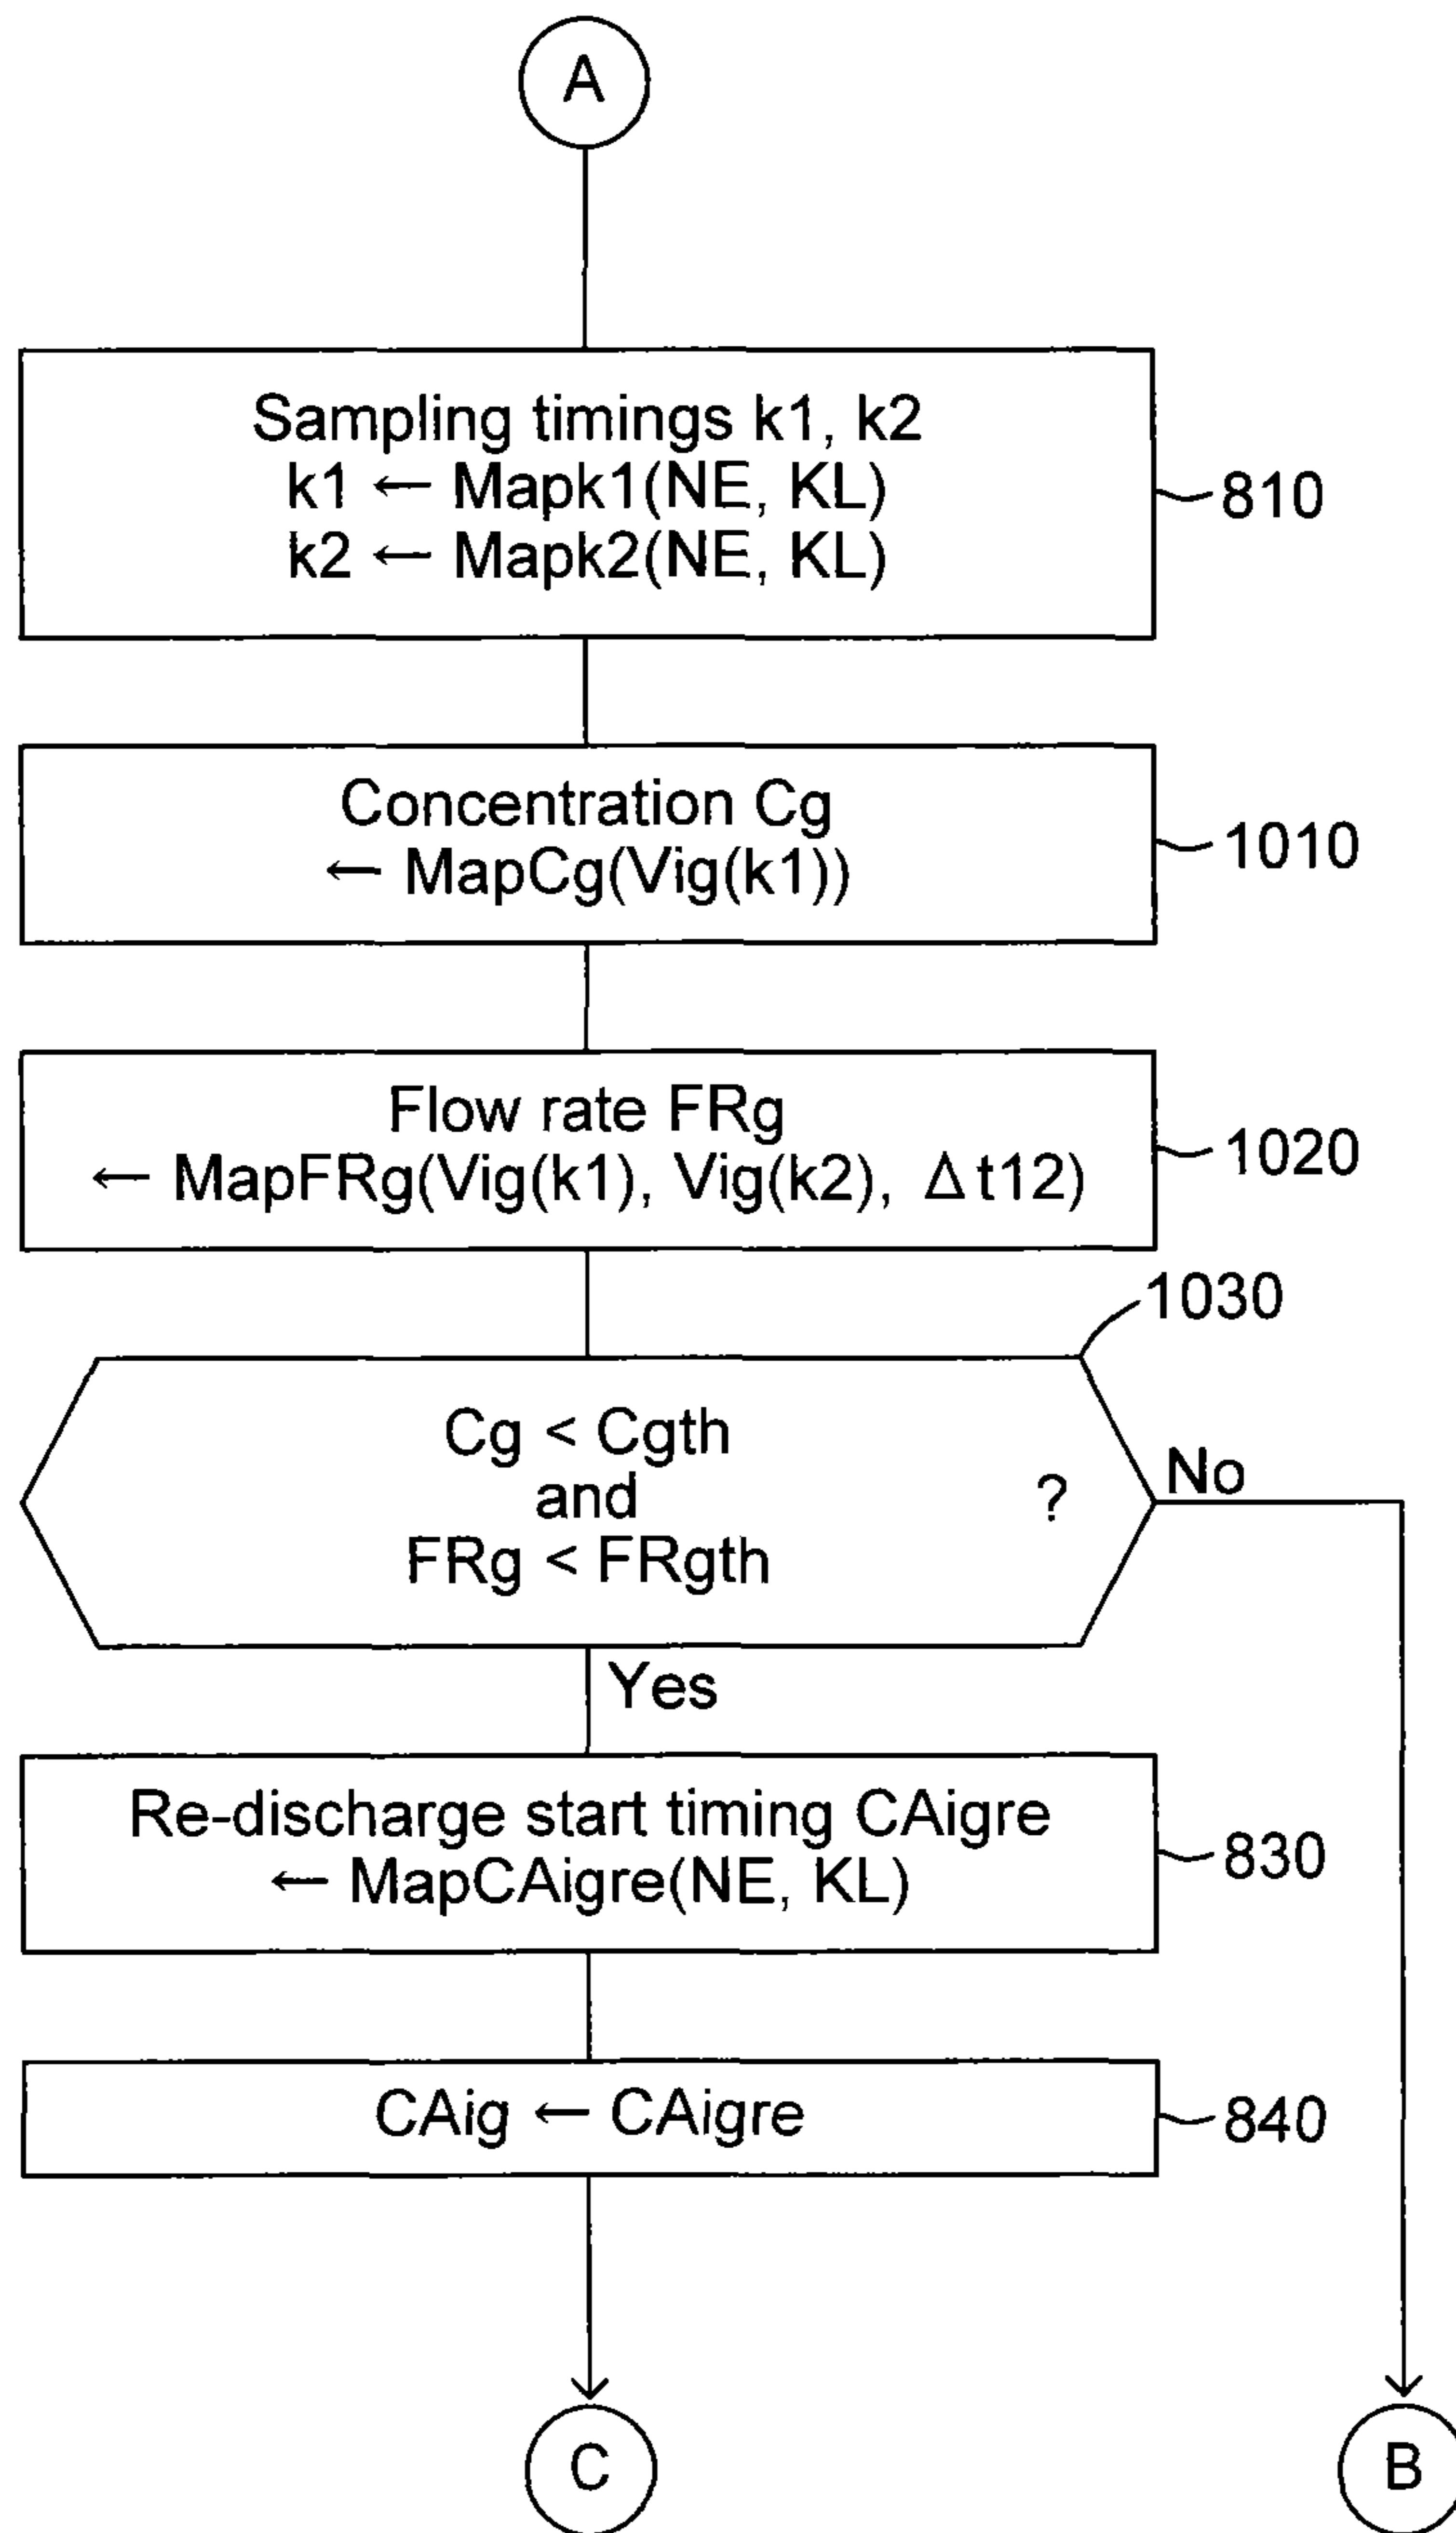 A
Sampling timings k1, k2
k1 ← Mapk1(NE, KL)
k2 ← Mapk2(NE, KL)
810
Concentration Cg
← MapCg(Vig(k1))
1010
Flow rate FRg
← MapFRg(Vig(k1), Vig(k2), Δt12)
1020
1030
Cg < Cgth
and
?
FRg < FRgth
No
Yes
Re-discharge start timing CAigre
← MapCAigre(NE, KL)
830
CAig ← CAigre
840
C
B